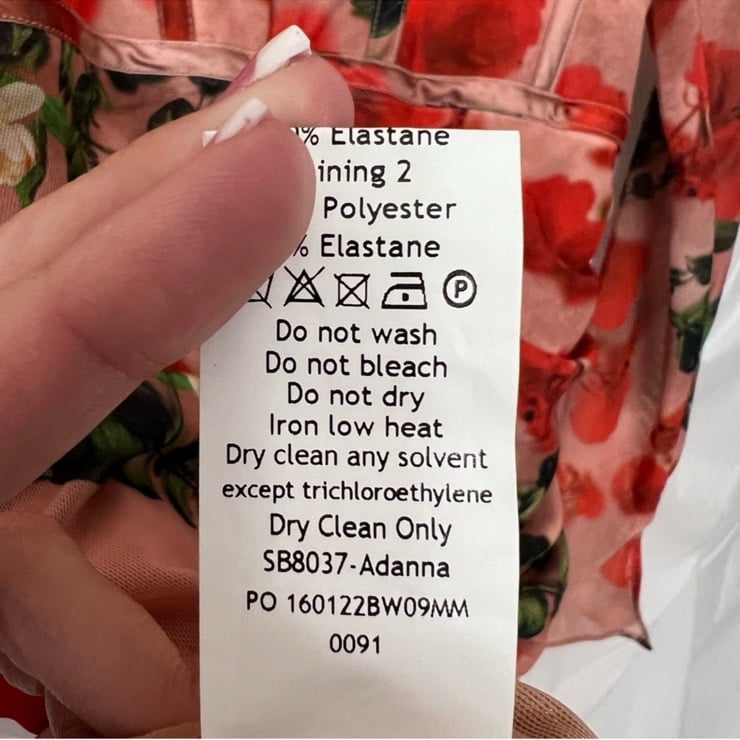 % Elastane
ining 2
Polyester
% Elastane
P
Do not wash
Do not bleach
Do not dry
Iron low heat
Dry clean any solvent
except trichloroethylene
Dry Clean Only
SB8037-Adanna
PO 160122BW09MM
0091